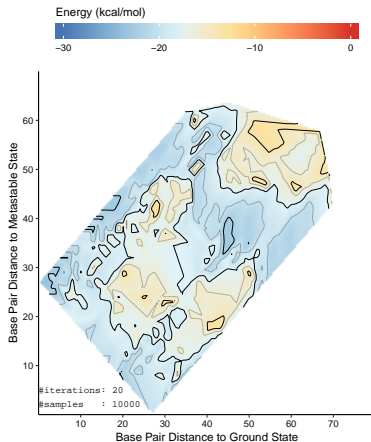 Energy (kcal/mol)
−30 −20 −10 0
Base Pair Distance to Metastable State
60
50
40
30
20
10
#iterations: 20
#samples : 10000
10 20 30 40 50 60 70
Base Pair Distance to Ground State